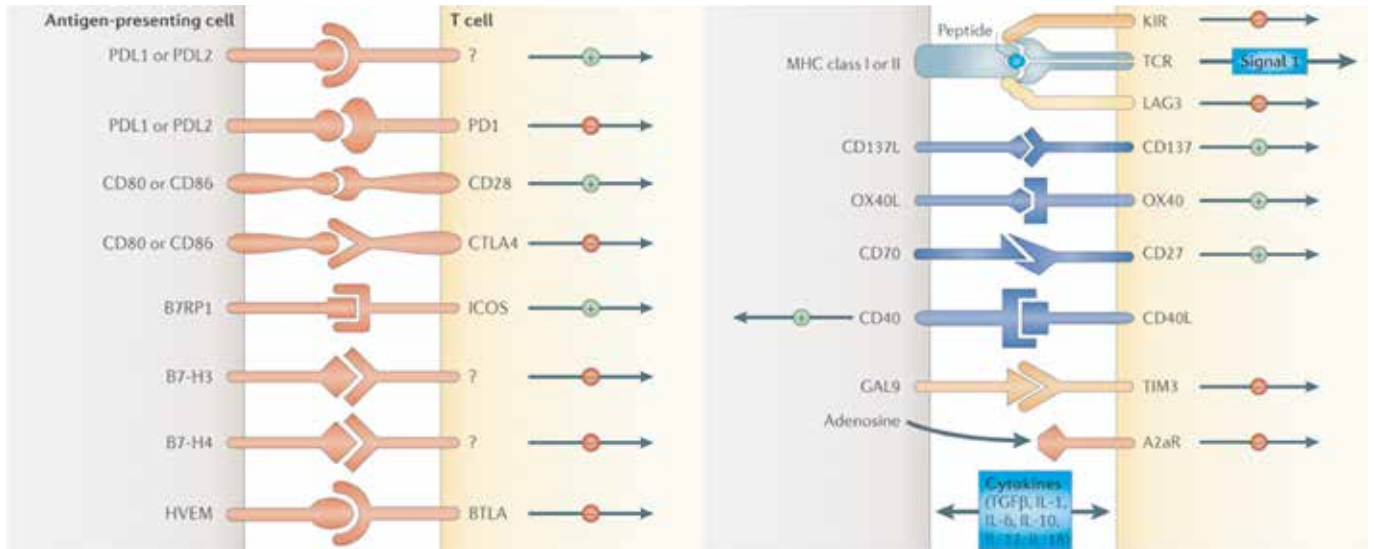 Antigen-presenting cell
T cell
PDL1 or PDL2
?
PDL1 or PDL2
PD1
CD80 or CD86
CD28
CD80 or CD86
CTLA4
B7RP1
ICOS
B7-H3
?
B7-H4
?
HVEM
BTLA
KIR
Peptide
MHC class I or II
TCR
Signal 1
LAG3
CD137L
CD137
OX40L
OX40
CD70
CD27
CD40
CD40L
GAL9
TIM3
Adenosine
A2aR
Cytokines
(TGFβ, IL-1,
IL-6, IL-10,